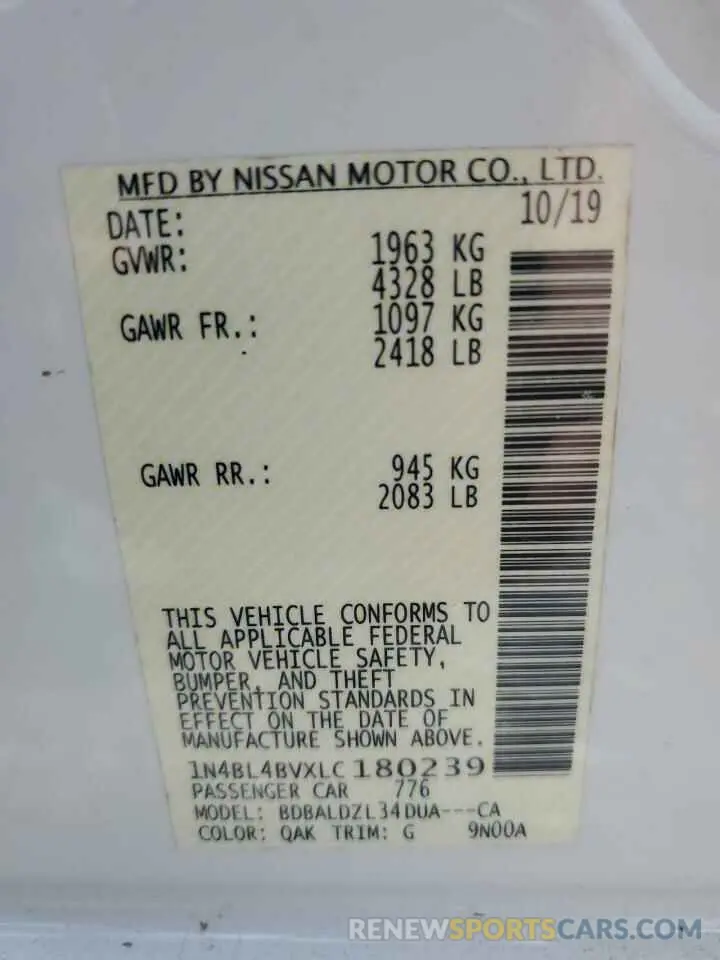 MFD BY NISSAN MOTOR CO., LTD.
DATE: 10/19
GVWR: 1963 KG
4328 LB
GAWR FR.: 1097 KG
2418 LB
GAWR RR.: 945 KG
2083 LB
THIS VEHICLE CONFORMS TO
ALL APPLICABLE FEDERAL
MOTOR VEHICLE SAFETY,
BUMPER, AND THEFT
PREVENTION STANDARDS IN
EFFECT ON THE DATE OF
MANUFACTURE SHOWN ABOVE.
1N4BL4BVXLC180239
PASSENGER CAR 776
MODEL: BDBALDZL34DUA---CA
COLOR: QAK TRIM: G 9N00A
RENEWSPORTSCARS.COM